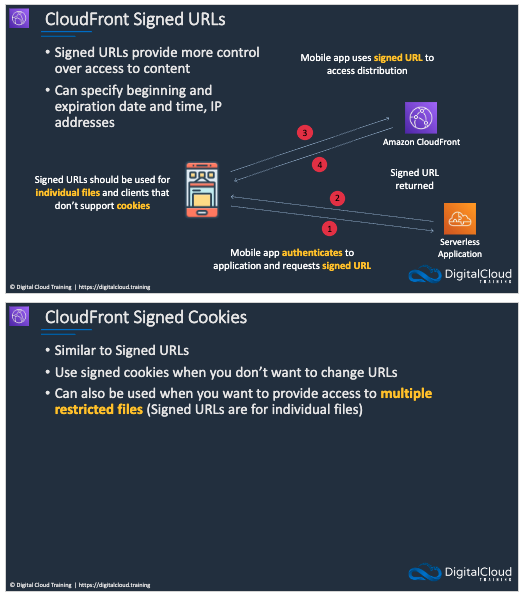 CloudFront Signed URLs
• Signed URLs provide more control
over access to content
• Can specify beginning and
expiration date and time, IP
addresses
Mobile app uses signed URL to
access distribution
3
Amazon CloudFront
4
Signed URLs should be used for
individual files and clients that
don't support cookies
Signed URL
returned
2
1
Serverless
Application
Mobile app authenticates to
application and requests signed URL
© Digital Cloud Training | https://digitalcloud.training
DigitalCloud
TRAINING
CloudFront Signed Cookies
• Similar to Signed URLs
• Use signed cookies when you don't want to change URLs
• Can also be used when you want to provide access to multiple
restricted files (Signed URLs are for individual files)
© Digital Cloud Training | https://digitalcloud.training
DigitalCloud
TRAINING